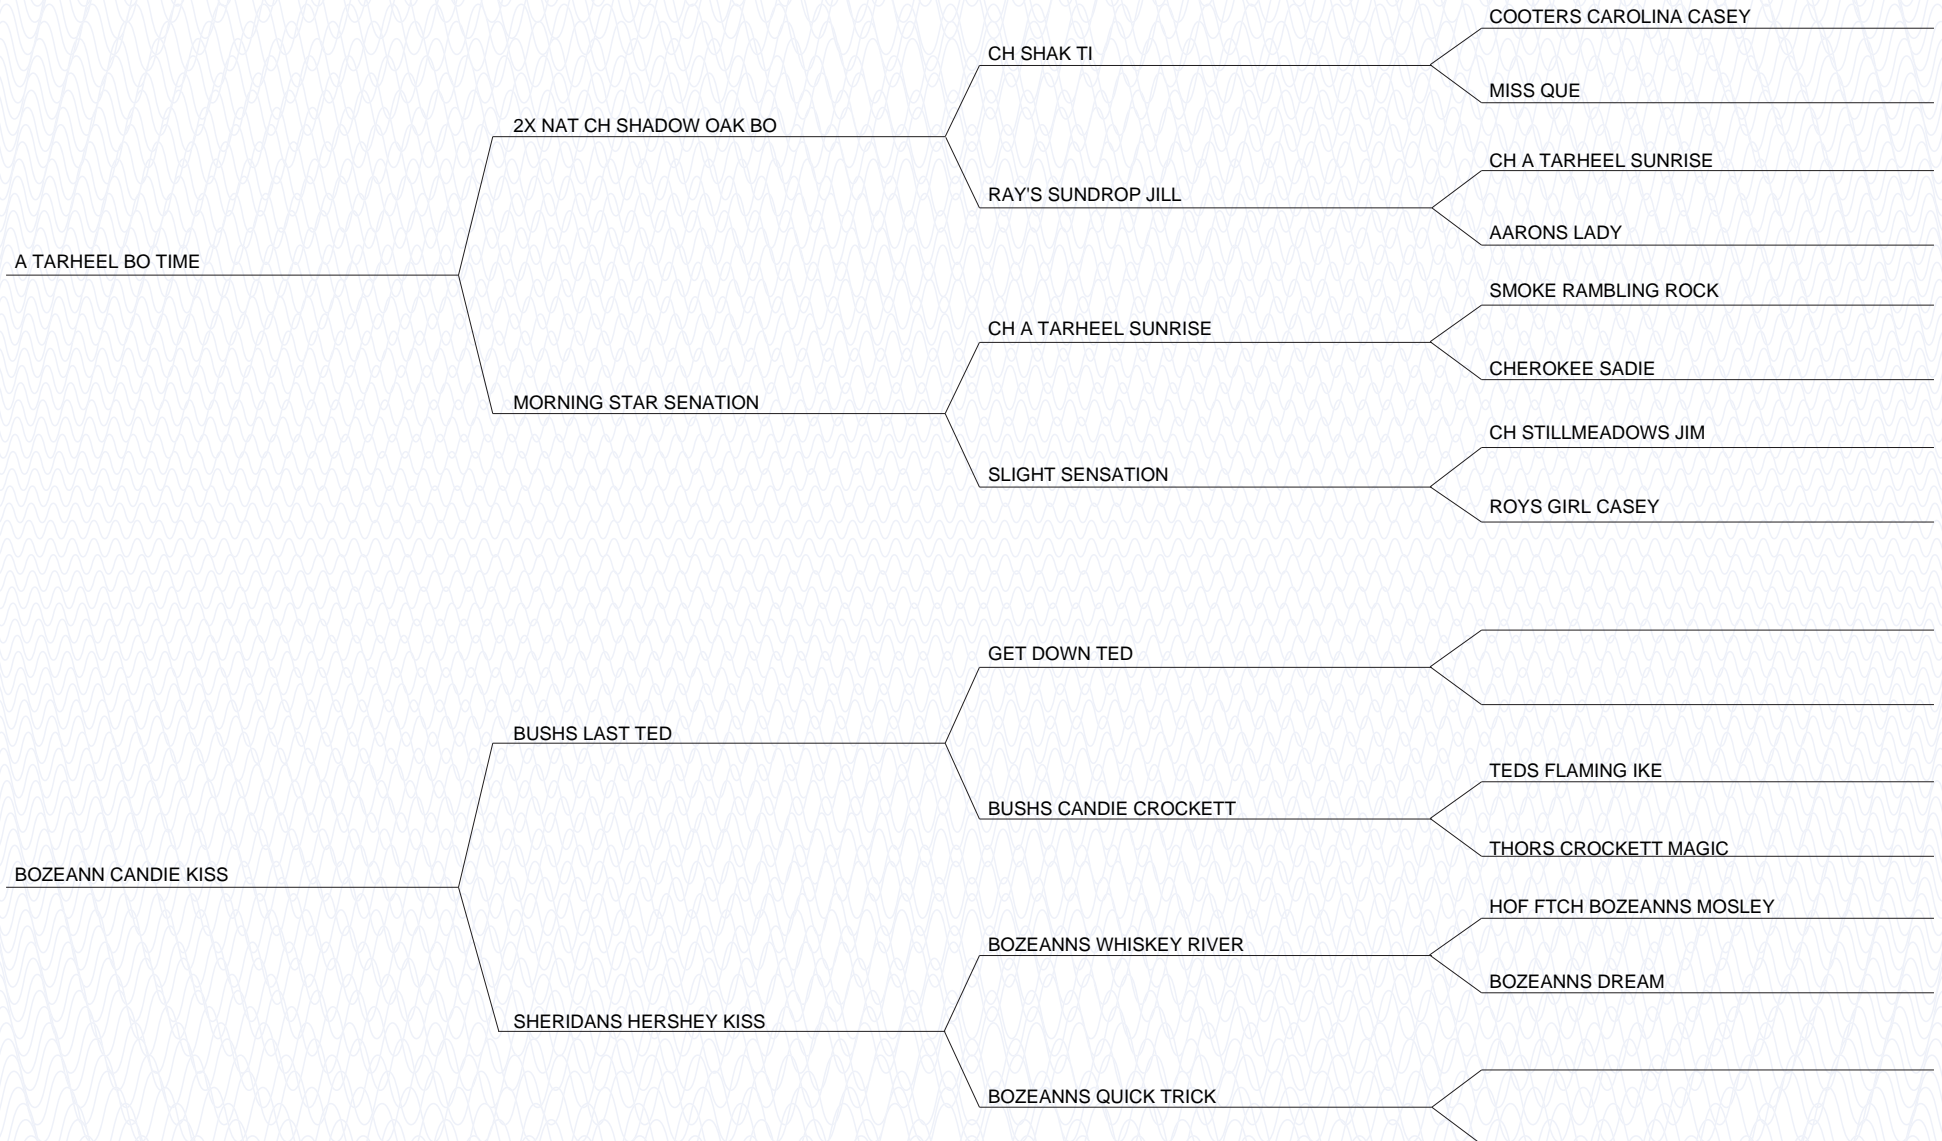 COOTERS CAROLINA CASEY
CH SHAK TI
MISS QUE
2X NAT CH SHADOW OAK BO
CH A TARHEEL SUNRISE
RAY'S SUNDROP JILL
AARONS LADY
A TARHEEL BO TIME
SMOKE RAMBLING ROCK
CH A TARHEEL SUNRISE
CHEROKEE SADIE
MORNING STAR SENATION
CH STILLMEADOWS JIM
SLIGHT SENSATION
ROYS GIRL CASEY
GET DOWN TED
BUSHS LAST TED
TEDS FLAMING IKE
BUSHS CANDIE CROCKETT
THORS CROCKETT MAGIC
BOZEANN CANDIE KISS
HOF FTCH BOZEANNS MOSLEY
BOZEANNS WHISKEY RIVER
BOZEANNS DREAM
SHERIDANS HERSHEY KISS
BOZEANNS QUICK TRICK